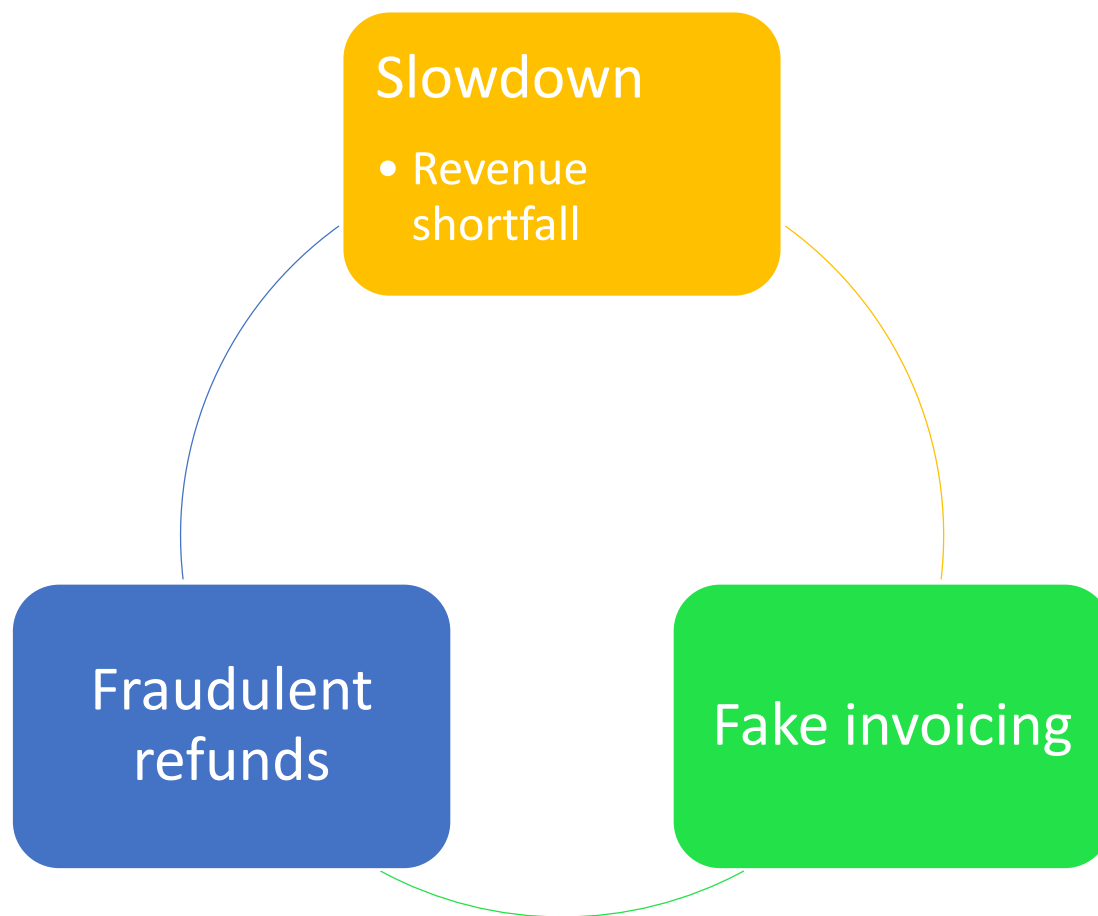 Slowdown
• Revenue
shortfall
Fraudulent
refunds
Fake invoicing